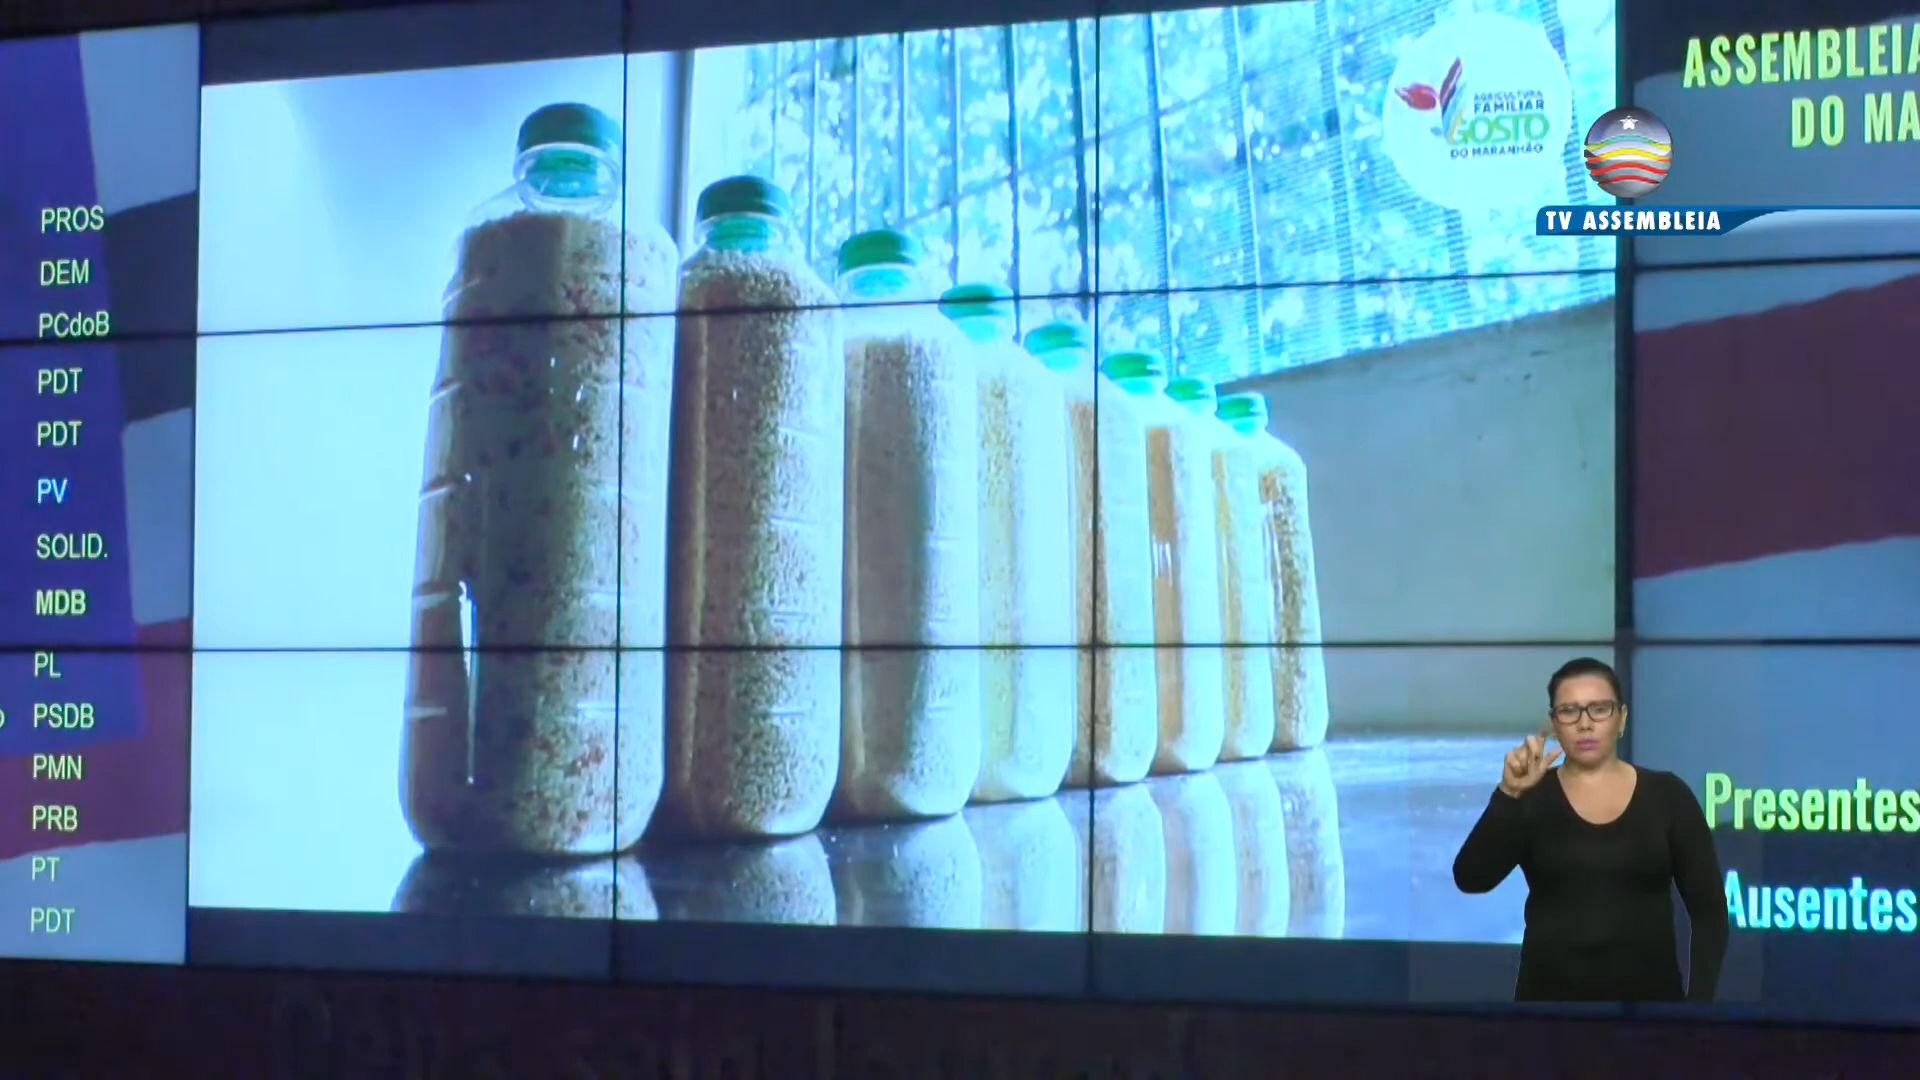 PROS
DEM
PCdoB
PDT
PDT
PV
SOLID.
MDB
PL
PSDB
PMN
PRB
PT
PDT
AGRICULTURA
FAMILIAR
GOSTO
DO MARANHÃO
ASSEMBLEIA
DO MA
TV ASSEMBLEIA
Presentes
Ausentes